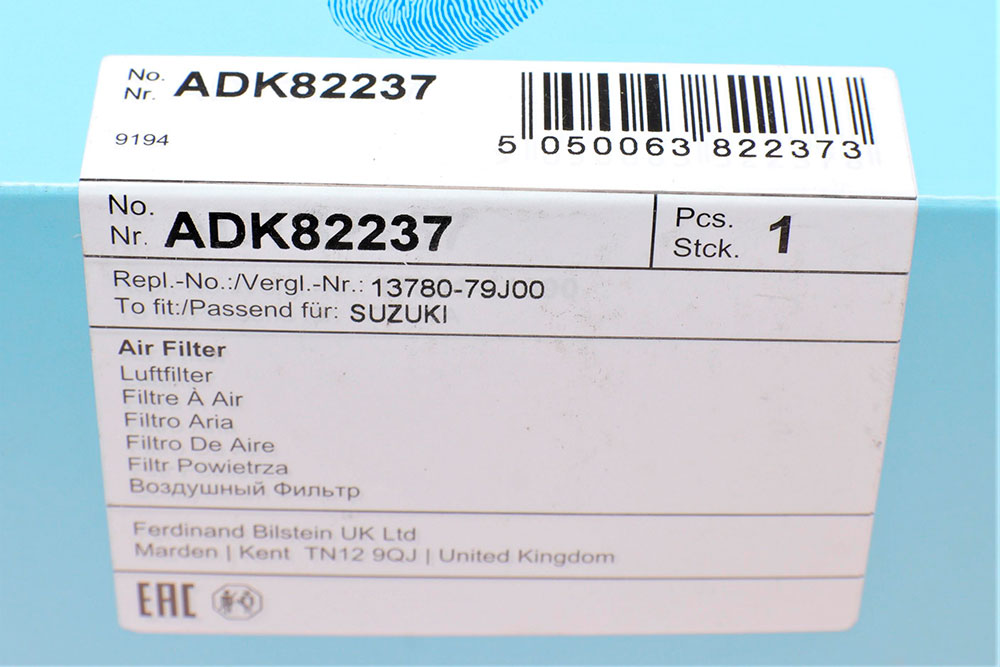 No.
Nr. ADK82237
9194
5 050063 822373
No.
Nr. ADK82237
Pcs.
Stck. 1
Repl.-No.:/Vergl.-Nr.: 13780-79J00
To fit:/Passend für: SUZUKI
Air Filter
Luftfilter
Filtre À Air
Filtro Aria
Filtro De Aire
Filtr Powietrza
Воздушный Фильтр
Ferdinand Bilstein UK Ltd
Marden | Kent TN12 9QJ | United Kingdom
EAC